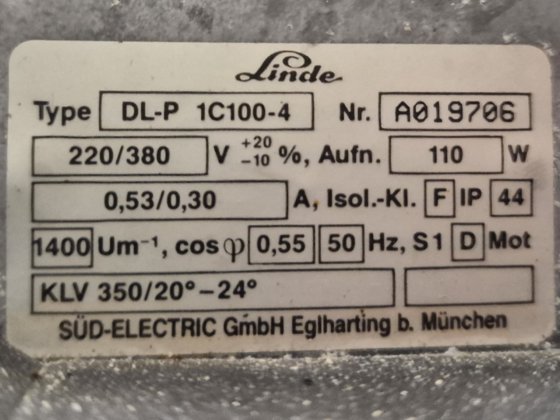 Linde
Type DL-P 1C100-4 Nr. A019706
220/380 V +20 -10 %, Aufn. 110 W
0,53/0,30 A, Isol.-Kl. F IP 44
1400 Um⁻¹, cos φ 0,55 50 Hz, S1 D Mot
KLV 350/20°-24°
SÜD-ELECTRIC GmbH Eglharting b. München